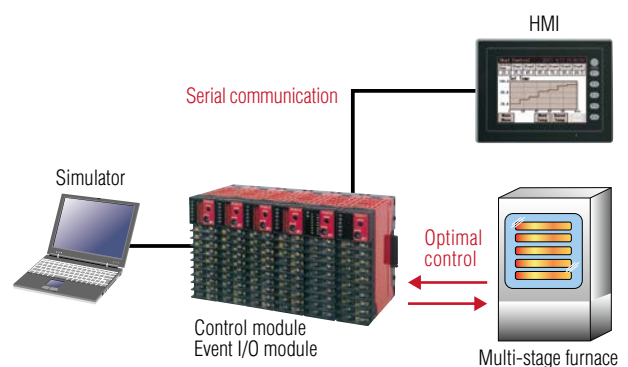 HMI
Serial communication
Simulator
Optimal
control
Control module
Event I/O module
Multi-stage furnace